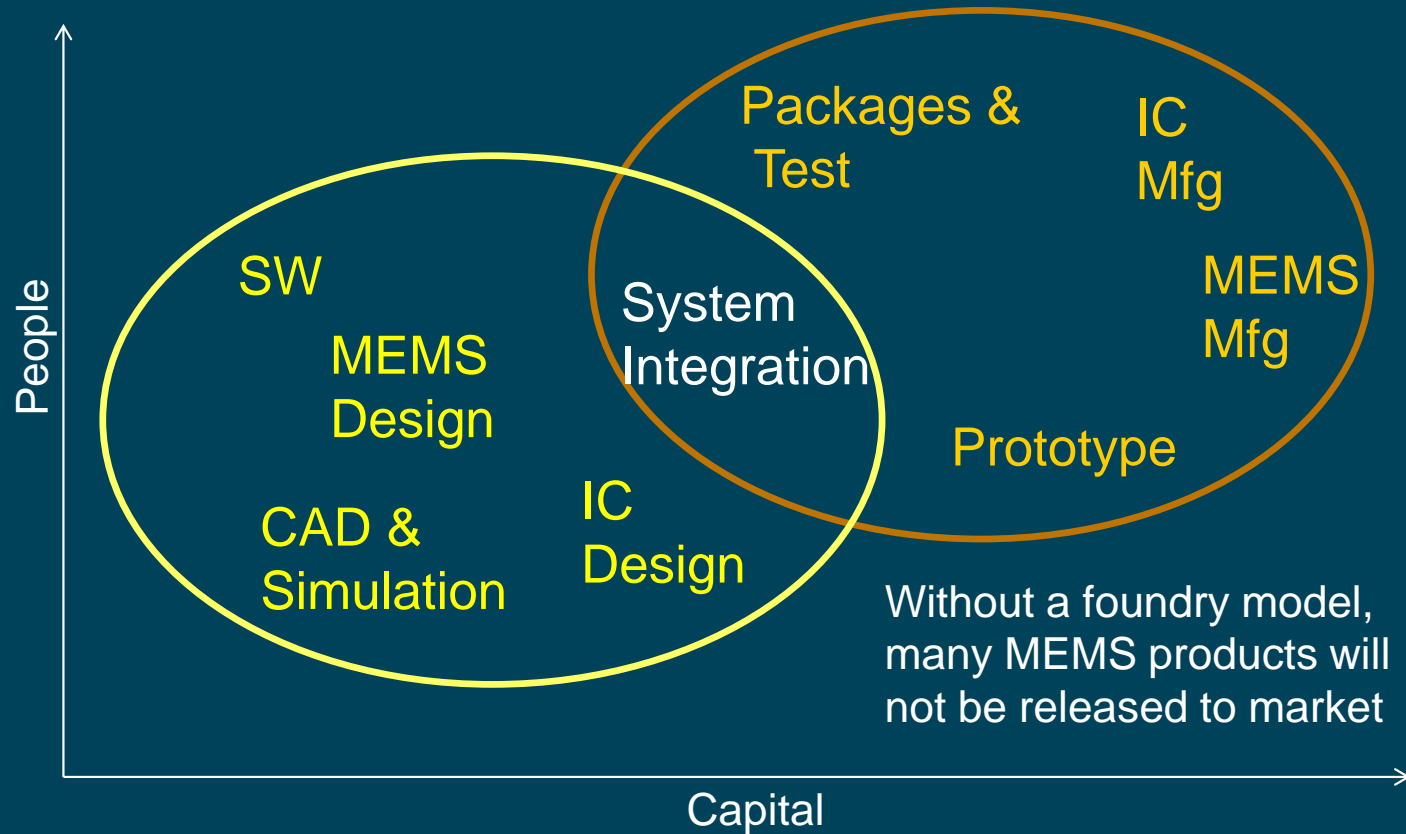 People
SW
MEMS
Design
CAD &
Simulation
IC
Design
System
Integration
Packages &
Test
IC
Mfg
MEMS
Mfg
Prototype
Without a foundry model,
many MEMS products will
not be released to market
Capital